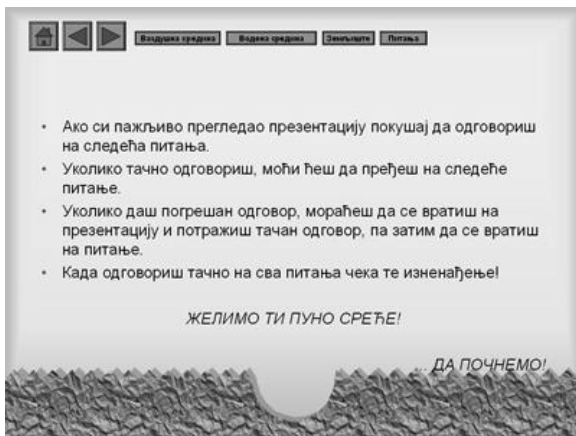 Ваздушна средина Водена средина Земљиште Питања
• Ако си пажљиво прегледао презентацију покушај да одговориш
на следећа питања.
• Уколико тачно одговориш, моћи ћеш да пређеш на следеће
питање.
• Уколико даш погрешан одговор, мораћеш да се вратиш на
презентацију и потражиш тачан одговор, па затим да се вратиш
на питање.
• Када одговориш тачно на сва питања чека те изненађење!
ЖЕЛИМО ТИ ПУНО СРЕЋЕ!
... ДА ПОЧНЕМО!